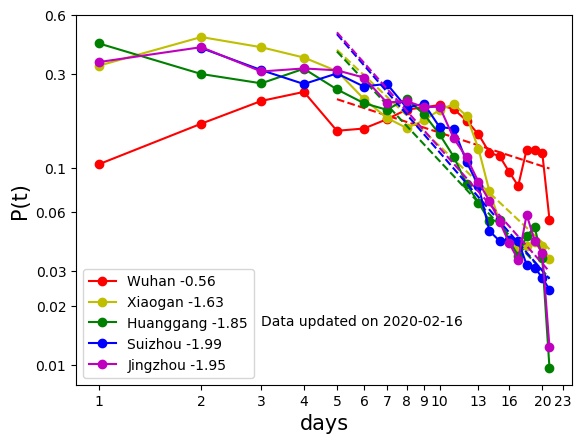 0.6
0.3
0.1
0.06
0.03
0.02
0.01
P(t)
Wuhan -0.56
Xiaogan -1.63
Huanggang -1.85
Suizhou -1.99
Jingzhou -1.95
Data updated on 2020-02-16
1 2 3 4 5 6 7 8 9 10 13 16 20 23
days